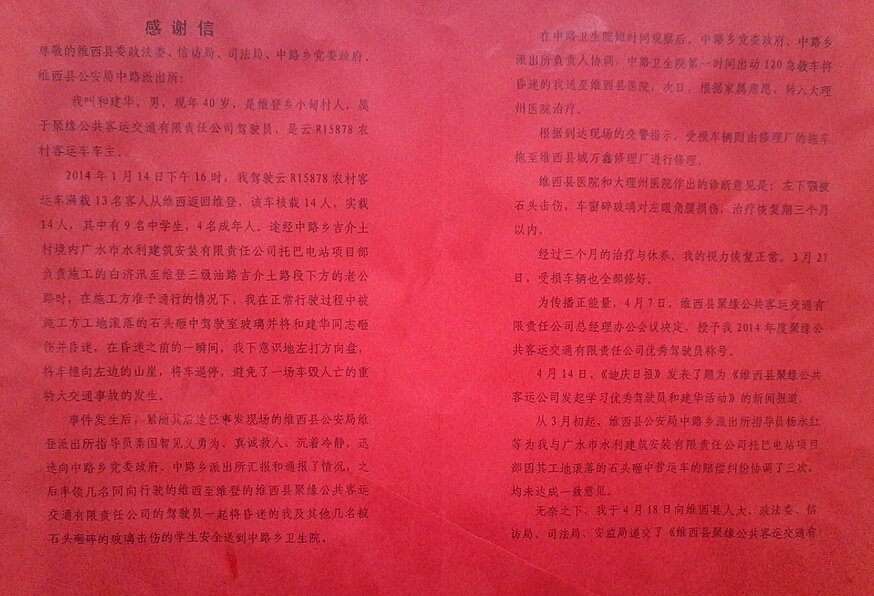 感谢信
尊敬的维西县委政法委、信访局、司法局、中路乡党委政府、
维西县公安局中路派出所：
我叫和建华，男，现年40岁，是维登乡小甸村人，属
于聚缘公共客运交通有限责任公司驾驶员，是云R15878农
村客运车车主。
2014年1月14日下午16时，我驾驶云R15878农村客
运车满载13名客人从维西返回维登，该车核载14人，实载
14人，其中有9名中学生，4名成年人。途经中路乡吉介土
村境内广水市水利建筑安装有限责任公司托巴电站项目部
负责施工的白济汛至维登三级油路吉介土路段下方的老公
路时，在施工方准予通行的情况下，我在正常行驶过程中被
施工方工地滚落的石头砸中驾驶室玻璃并将和建华同志砸
伤并昏迷，在昏迷之前的一瞬间，我下意识地左打方向盘，
将车撞向左边的山崖，将车逼停，避免了一场车毁人亡的重
特大交通事故的发生。
事件发生后，紧随其后途经事发现场的维西县公安局维
登派出所指导员秦国智见义勇为、真诚救人，沉着冷静，迅
速向中路乡党委政府、中路乡派出所汇报和通报了情况，之
后率领几名同向行驶的维西至维登的维西县聚缘公共客运
交通有限责任公司的驾驶员一起将昏迷的我及其他几名被
石头砸碎的玻璃击伤的学生安全送到中路乡卫生院。
在中路卫生院短时间观察后，中路乡党委政府、中路乡
派出所负责人协调，中路卫生院第一时间出动120急救车将
昏迷的我送至维西县医院，次日，根据家属意愿，转入大理
州医院治疗。
根据到达现场的交警指示，受损车辆则由修理厂的拖车
拖至维西县城万鑫修理厂进行修理。
维西县医院和大理州医院作出的诊断意见是：左下颚被
石头击伤，车窗碎玻璃对左眼角膜损伤，治疗恢复期三个月
以内。
经过三个月的治疗与休养，我的视力恢复正常。3月27
日，受损车辆也全部修好。
为传播正能量，4月7日，维西县聚缘公共客运交通有
限责任公司总经理办公会议决定，授予我2014年度聚缘公
共客运交通有限责任公司优秀驾驶员称号。
4月14日，《迪庆日报》发表了题为《维西县聚缘公共
客运公司发起学习优秀驾驶员和建华活动》的新闻报道。
从3月初起，维西县公安局中路乡派出所指导员杨永红
等为我与广水市水利建筑安装有限责任公司托巴电站项目
部因其工地滚落的石头砸中营运车的赔偿纠纷协调了三次，
均未达成一致意见。
无奈之下，我于4月18日向维西县人大、政法委、信
访局、司法局、安监局递交了《维西县聚缘公共客运交通有